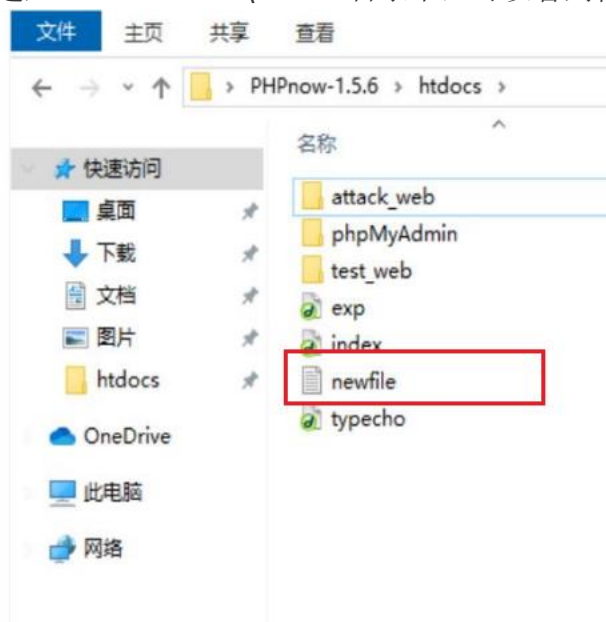 文件 主页 共享 查看
PHPnow-1.5.6 > htdocs >
名称
快速访问
桌面
下载
文档
图片
htdocs
OneDrive
此电脑
网络
attack_web
phpMyAdmin
test_web
exp
index
newfile
typecho